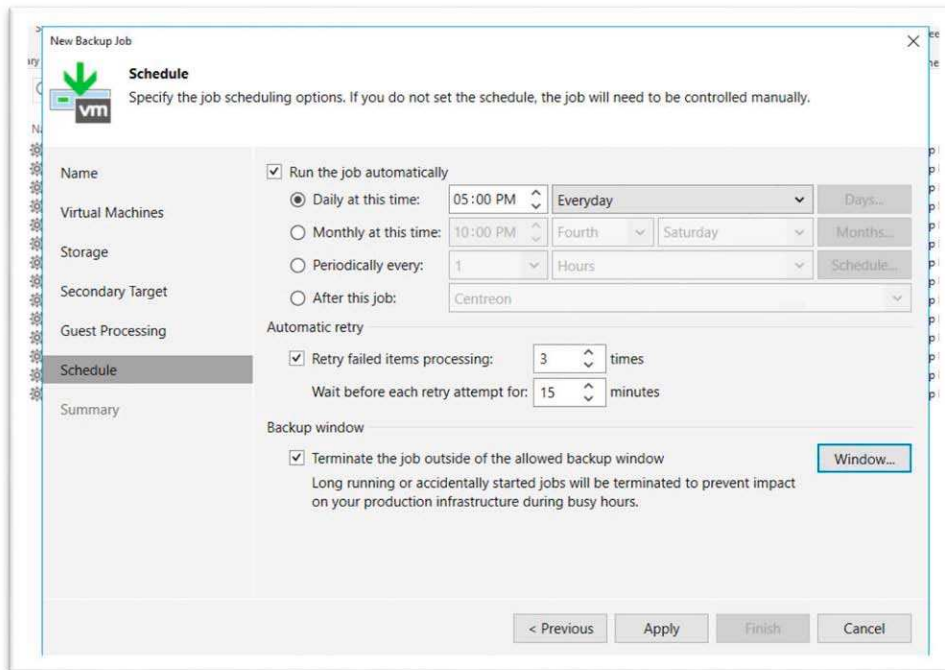 New Backup Job
Schedule
Specify the job scheduling options. If you do not set the schedule, the job will need to be controlled manually.
vm
Name
Virtual Machines
Storage
Secondary Target
Guest Processing
Schedule
Summary
Run the job automatically
Daily at this time: 05:00 PM Everyday Days...
Monthly at this time: 10:00 PM Fourth Saturday Months...
Periodically every: 1 Hours Schedule...
After this job: Centreon
Automatic retry
Retry failed items processing: 3 times
Wait before each retry attempt for: 15 minutes
Backup window
Terminate the job outside of the allowed backup window Window...
Long running or accidentally started jobs will be terminated to prevent impact
on your production infrastructure during busy hours.
< Previous Apply Finish Cancel